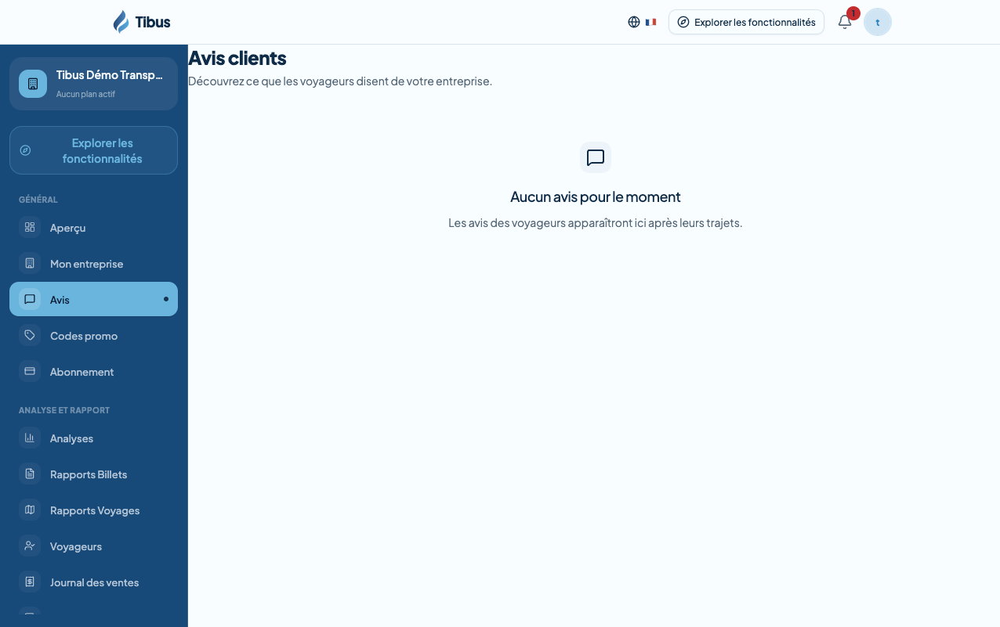 Tibus
Explorer les fonctionnalités
1
t
Tibus Démo Transp...
Aucun plan actif
Explorer les
fonctionnalités
GÉNÉRAL
Aperçu
Mon entreprise
Avis
Codes promo
Abonnement
ANALYSE ET RAPPORT
Analyses
Rapports Billets
Rapports Voyages
Voyageurs
Journal des ventes
Avis clients
Découvrez ce que les voyageurs disent de votre entreprise.
Aucun avis pour le moment
Les avis des voyageurs apparaîtront ici après leurs trajets.